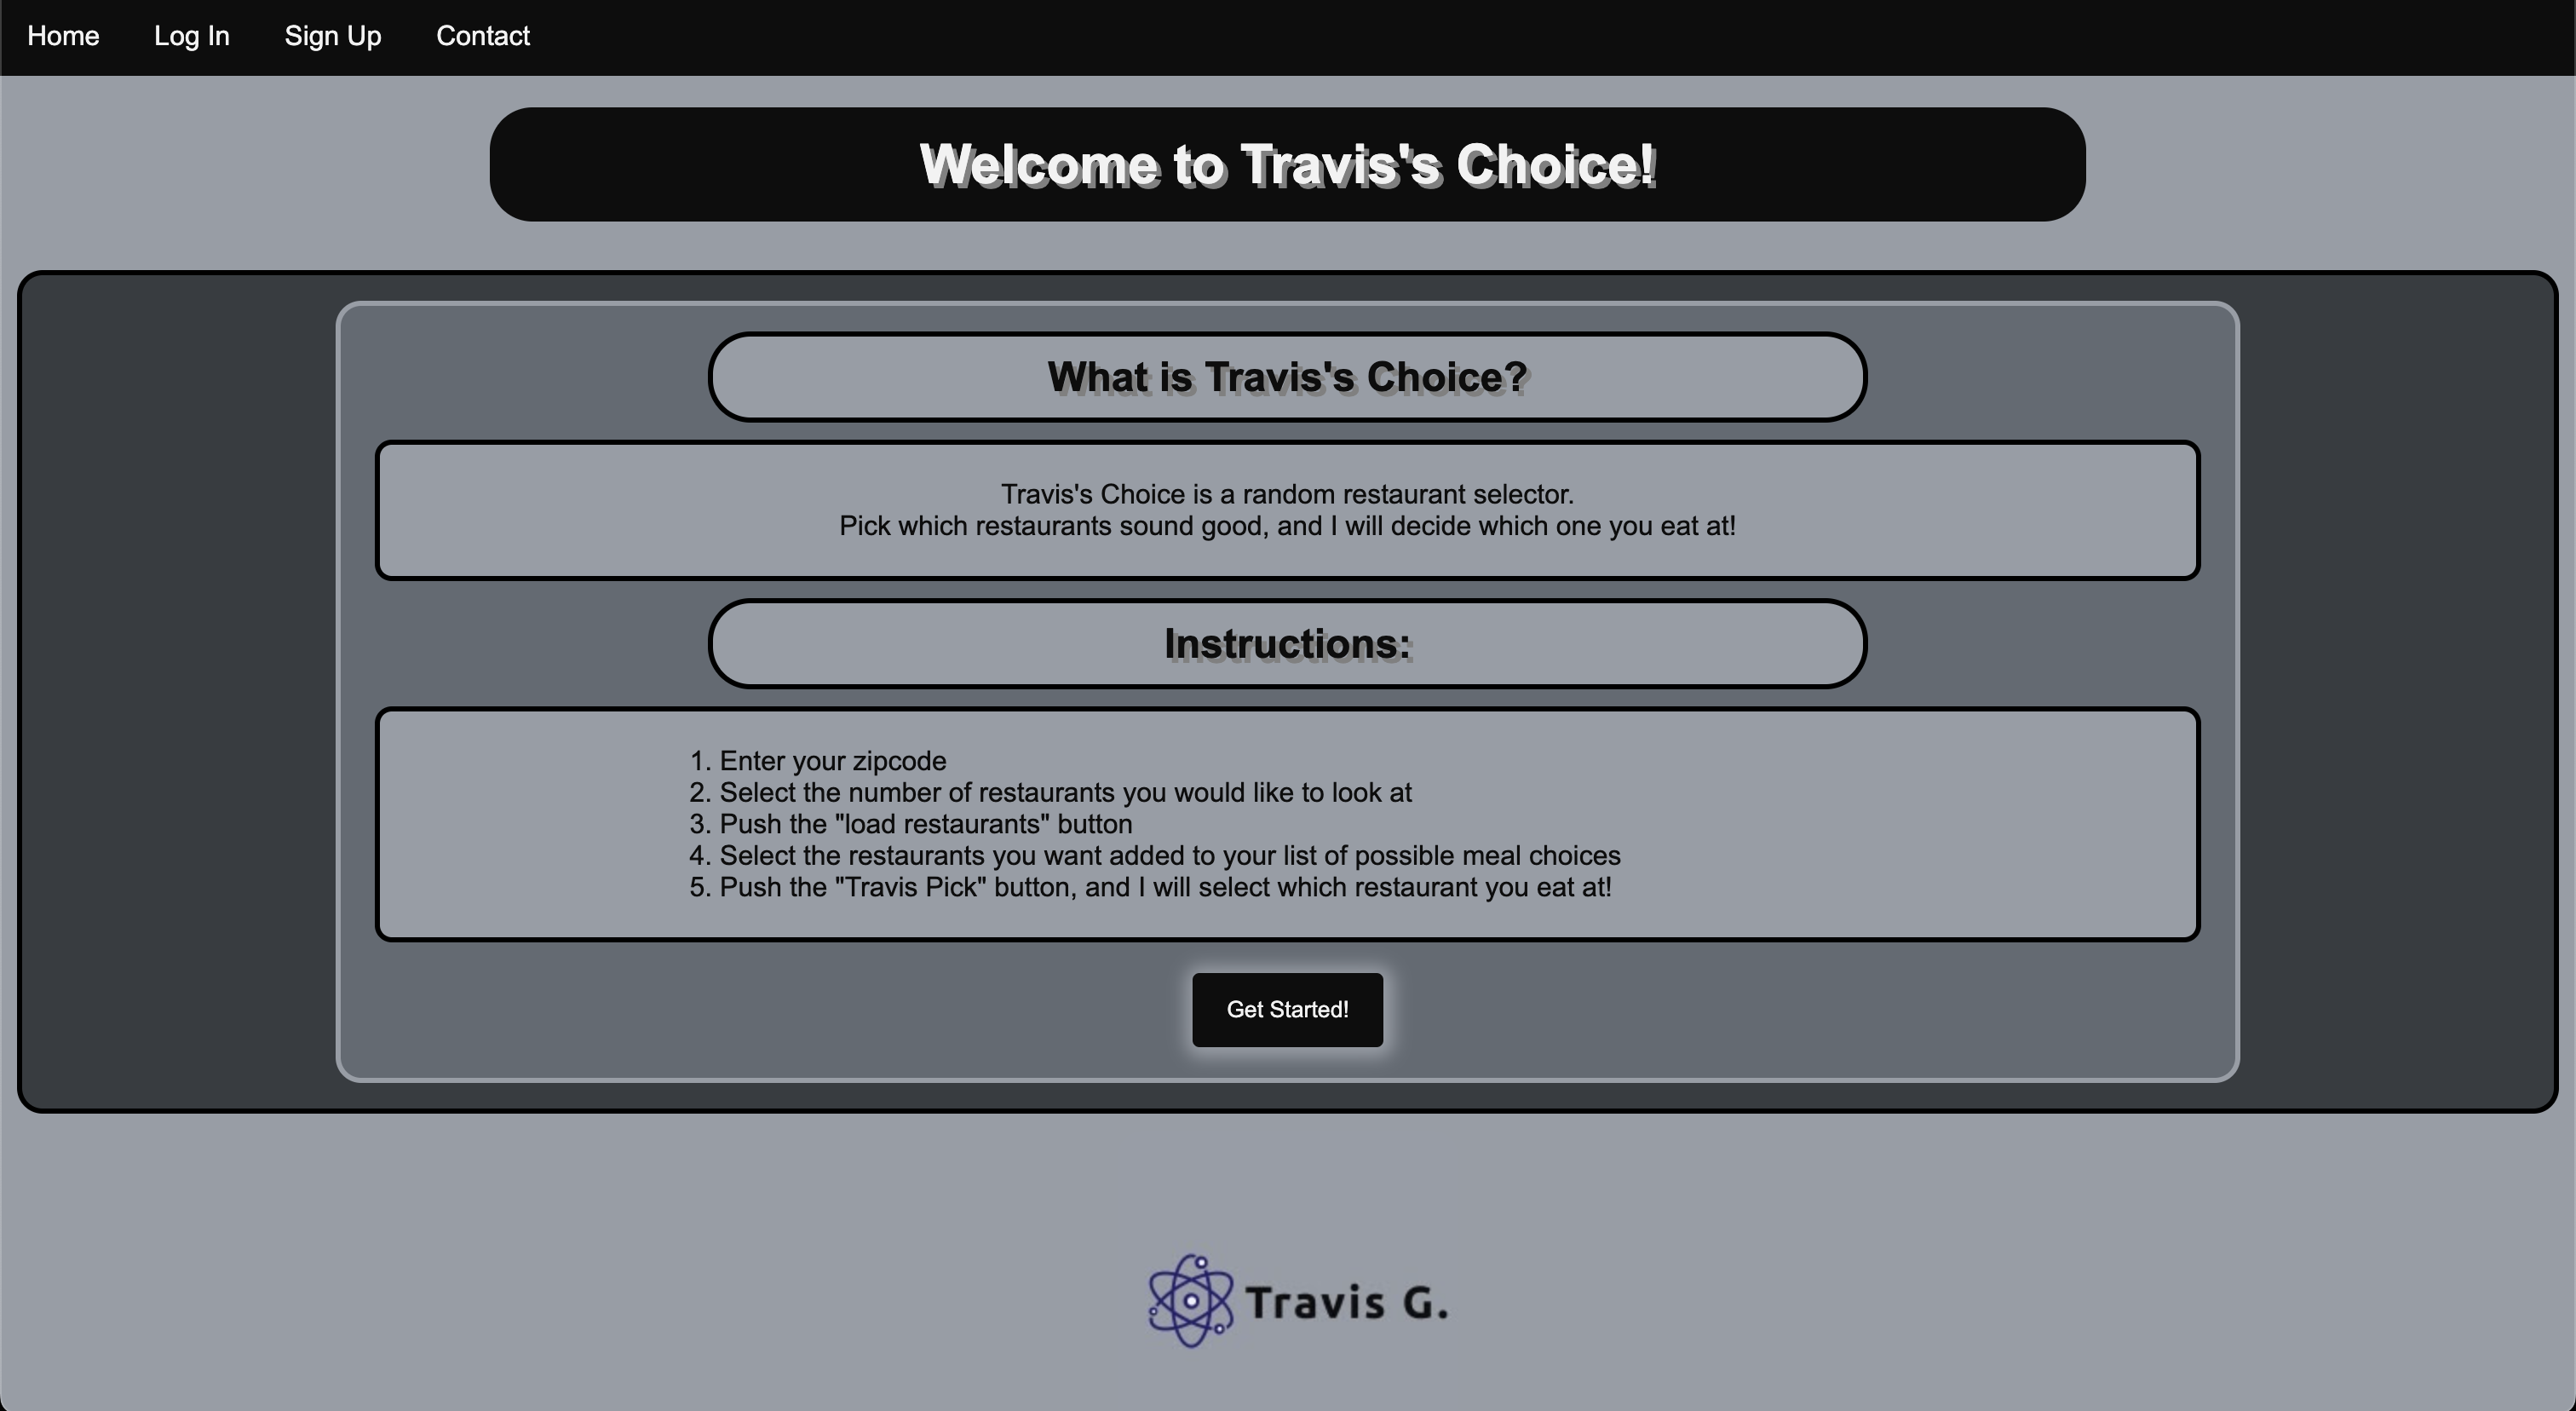 Home Log In Sign Up Contact
Welcome to Travis's Choice!
What is Travis's Choice?
Travis's Choice is a random restaurant selector.
Pick which restaurants sound good, and I will decide which one you eat at!
Instructions:
1. Enter your zipcode
2. Select the number of restaurants you would like to look at
3. Push the "load restaurants" button
4. Select the restaurants you want added to your list of possible meal choices
5. Push the "Travis Pick" button, and I will select which restaurant you eat at!
Get Started!
Travis G.